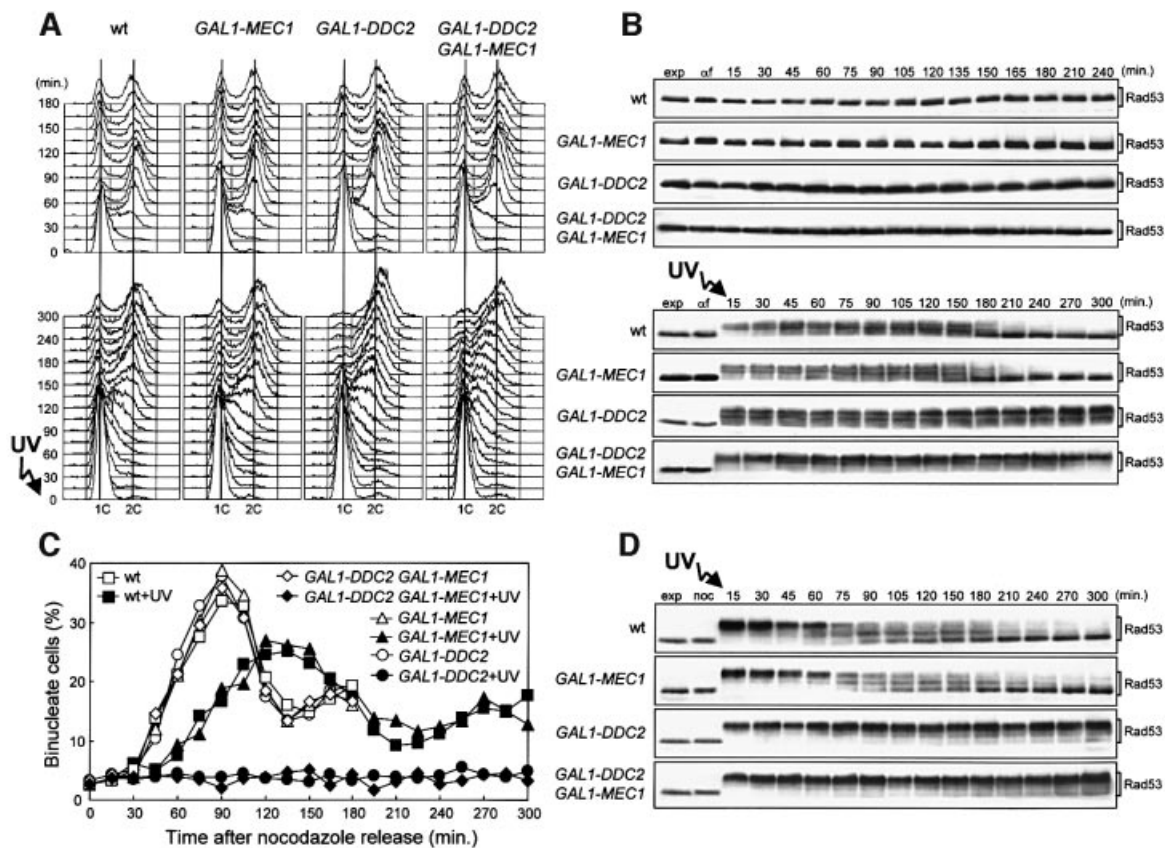 A
wt
GAL1-MEC1
GAL1-DDC2
GAL1-DDC2
GAL1-MEC1
(min.)
180
150
120
90
60
30
0
300
240
180
150
120
90
60
30
0
UV
1C 2C 1C 2C 1C 2C 1C 2C
B
exp αf 15 30 45 60 75 90 105 120 135 150 165 180 210 240 (min.)
wt Rad53
GAL1-MEC1 Rad53
GAL1-DDC2 Rad53
GAL1-DDC2
GAL1-MEC1 Rad53
UV
exp αf 15 30 45 60 75 90 105 120 150 180 210 240 270 300 (min.)
wt Rad53
GAL1-MEC1 Rad53
GAL1-DDC2 Rad53
GAL1-DDC2
GAL1-MEC1 Rad53
C
Binucleate cells (%)
40
30
20
10
0
wt
wt+UV
GAL1-DDC2 GAL1-MEC1
GAL1-DDC2 GAL1-MEC1+UV
GAL1-MEC1
GAL1-MEC1+UV
GAL1-DDC2
GAL1-DDC2+UV
0 30 60 90 120 150 180 210 240 270 300
Time after nocodazole release (min.)
D
UV
exp noc 15 30 45 60 75 90 105 120 150 180 210 240 270 300 (min.)
wt Rad53
GAL1-MEC1 Rad53
GAL1-DDC2 Rad53
GAL1-DDC2
GAL1-MEC1 Rad53